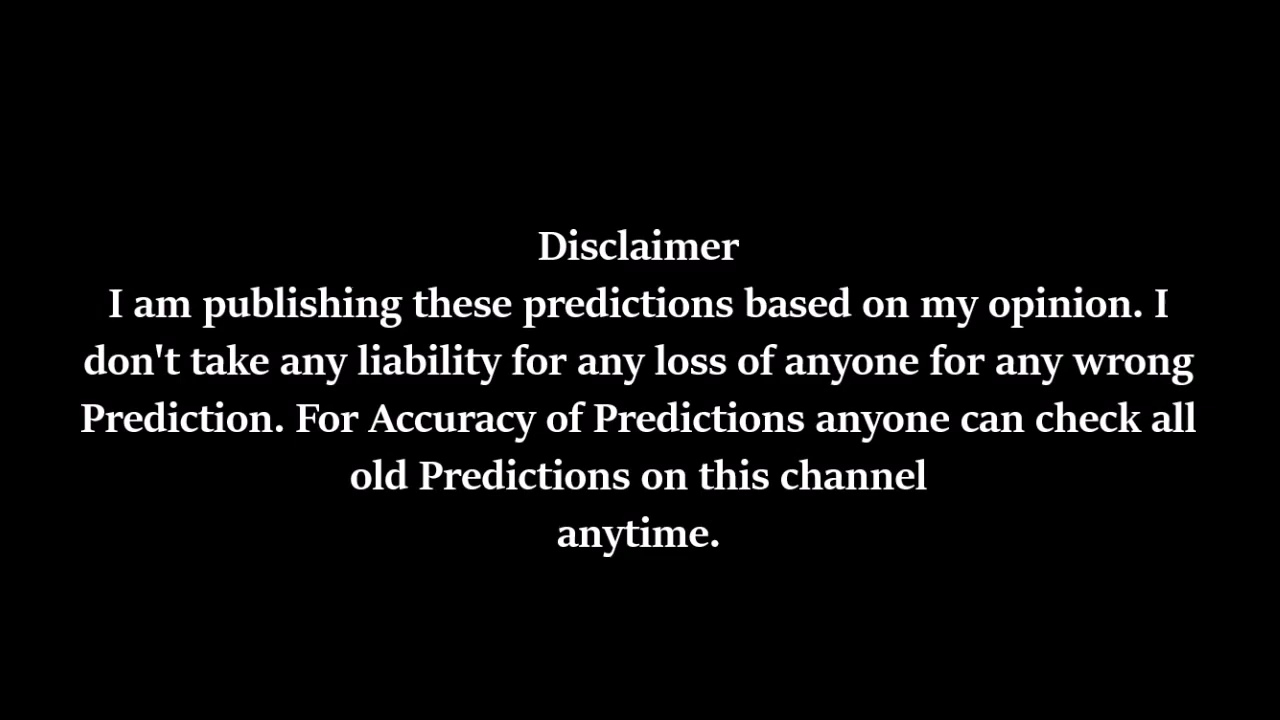 Disclaimer
I am publishing these predictions based on my opinion. I
don't take any liability for any loss of anyone for any wrong
Prediction. For Accuracy of Predictions anyone can check all
old Predictions on this channel
anytime.